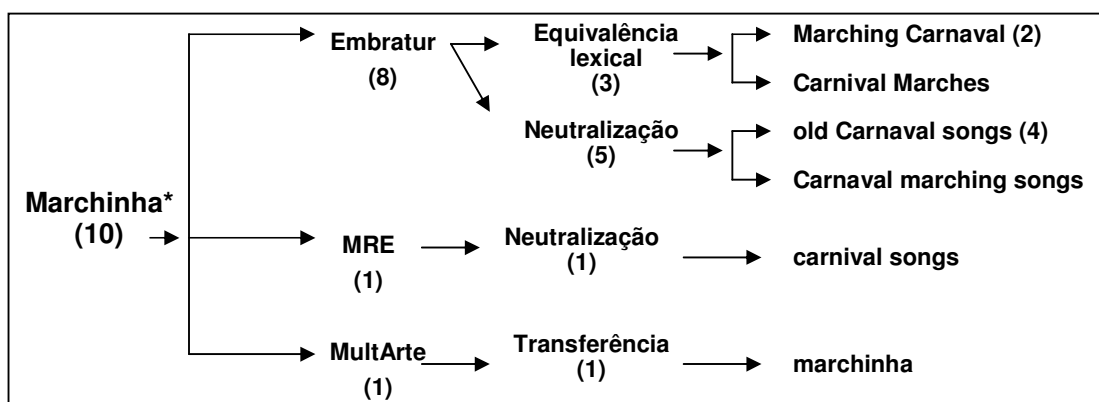 Marchinha*
(10)
Embratur
(8)
Equivalência
lexical
(3)
Marching Carnaval (2)
Carnival Marches
Neutralização
(5)
old Carnaval songs (4)
Carnaval marching songs
MRE
(1)
Neutralização
(1)
carnival songs
MultArte
(1)
Transferência
(1)
marchinha